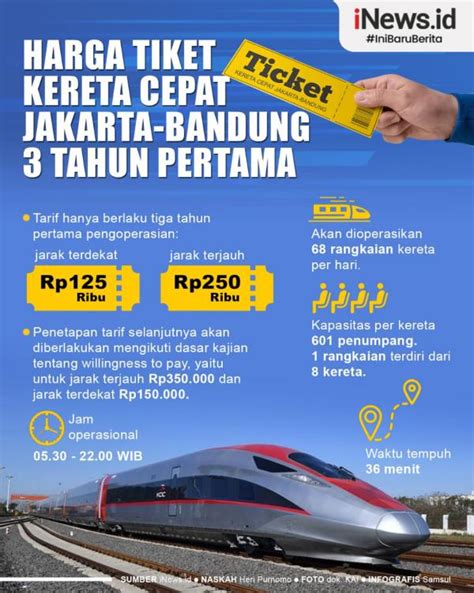 iNews.id
#IniBaruBerita
HARGA TIKET
KERETA CEPAT
JAKARTA-BANDUNG
3 TAHUN PERTAMA
Ticket
KERETA CEPAT JAKARTA-BANDUNG
Tarif hanya berlaku tiga tahun
pertama pengoperasian:
jarak terdekat
Rp125
Ribu
jarak terjauh
Rp250
Ribu
Penetapan tarif selanjutnya akan
diberlakukan mengikuti dasar kajian
tentang willingness to pay, yaitu
untuk jarak terjauh Rp350.000 dan
jarak terdekat Rp150.000.
Jam
operasional
05.30 - 22.00 WIB
Akan dioperasikan
68 rangkaian kereta
per hari.
Kapasitas per kereta
601 penumpang.
1 rangkaian terdiri dari
8 kereta.
Waktu tempuh
36 menit
KCIC
SUMBER iNews.id ● NASKAH Heri Purnomo ● FOTO dok. KAI ● INFOGRAFIS Samsul